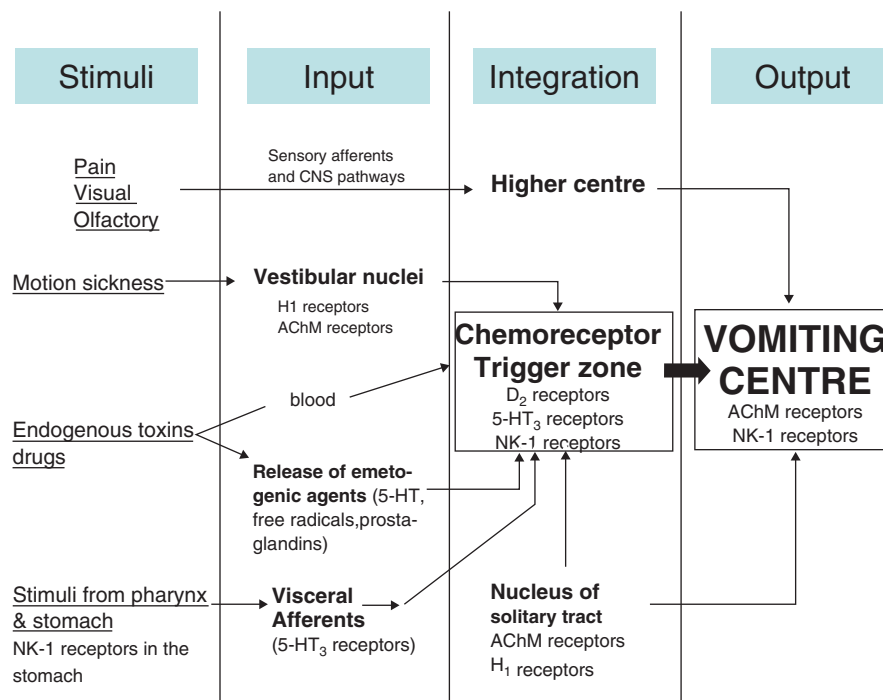 Stimuli
Input
Integration
Output
Pain
Visual
Olfactory
Sensory afferents
and CNS pathways
Higher centre
Motion sickness
Vestibular nuclei
H1 receptors
AChM receptors
Chemoreceptor
Trigger zone
D2 receptors
5-HT3 receptors
NK-1 receptors
VOMITING
CENTRE
AChM receptors
NK-1 receptors
blood
Endogenous toxins
drugs
Release of emeto-
genic agents (5-HT,
free radicals,prosta-
glandins)
Stimuli from pharynx
& stomach
NK-1 receptors in the
stomach
Visceral
Afferents
(5-HT3 receptors)
Nucleus of
solitary tract
AChM receptors
H1 receptors